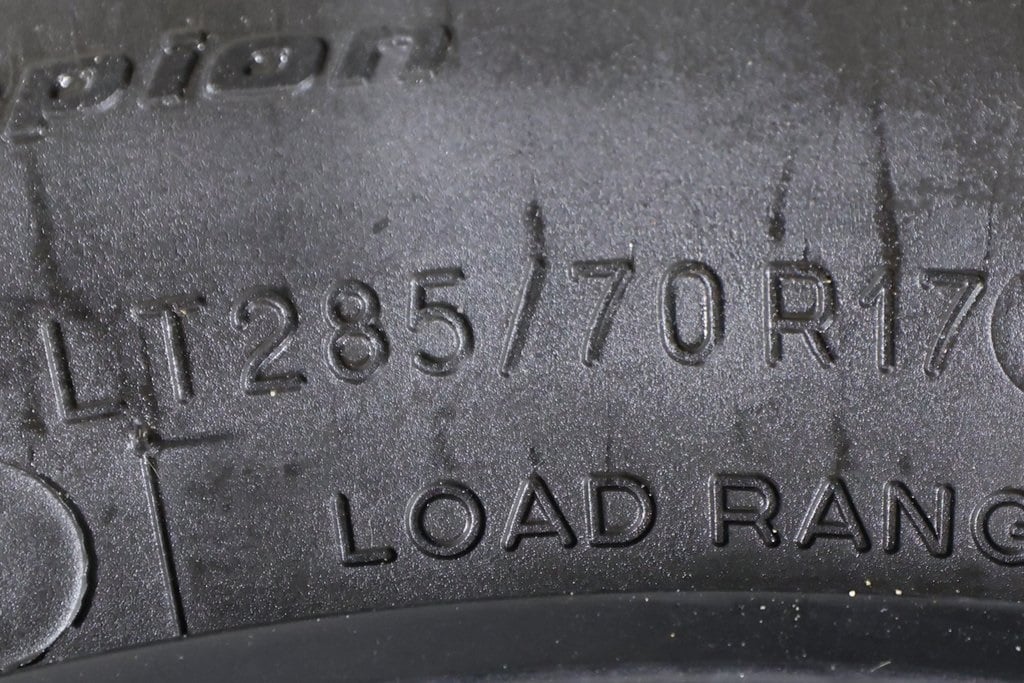 pion
LT285/70R17
LOAD RANG